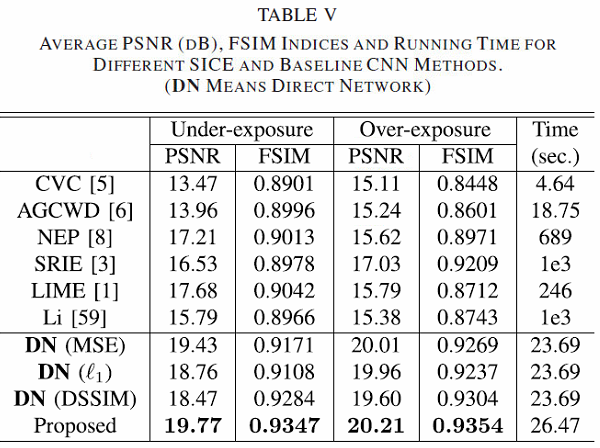 TABLE V
AVERAGE PSNR (DB), FSIM INDICES AND RUNNING TIME FOR
DIFFERENT SICE AND BASELINE CNN METHODS.
(DN MEANS DIRECT NETWORK)
Under-exposure Over-exposure Time
PSNR FSIM PSNR FSIM (sec.)
CVC [5] 13.47 0.8901 15.11 0.8448 4.64
AGCWD [6] 13.96 0.8996 15.24 0.8601 18.75
NEP [8] 17.21 0.9013 15.62 0.8971 689
SRIE [3] 16.53 0.8978 17.03 0.9209 1e3
LIME [1] 17.68 0.9042 15.79 0.8712 246
Li [59] 15.79 0.8966 15.38 0.8743 1e3
DN (MSE) 19.43 0.9171 20.01 0.9269 23.69
DN (ℓ₁) 18.76 0.9108 19.96 0.9237 23.69
DN (DSSIM) 18.47 0.9284 19.60 0.9304 23.69
Proposed 19.77 0.9347 20.21 0.9354 26.47